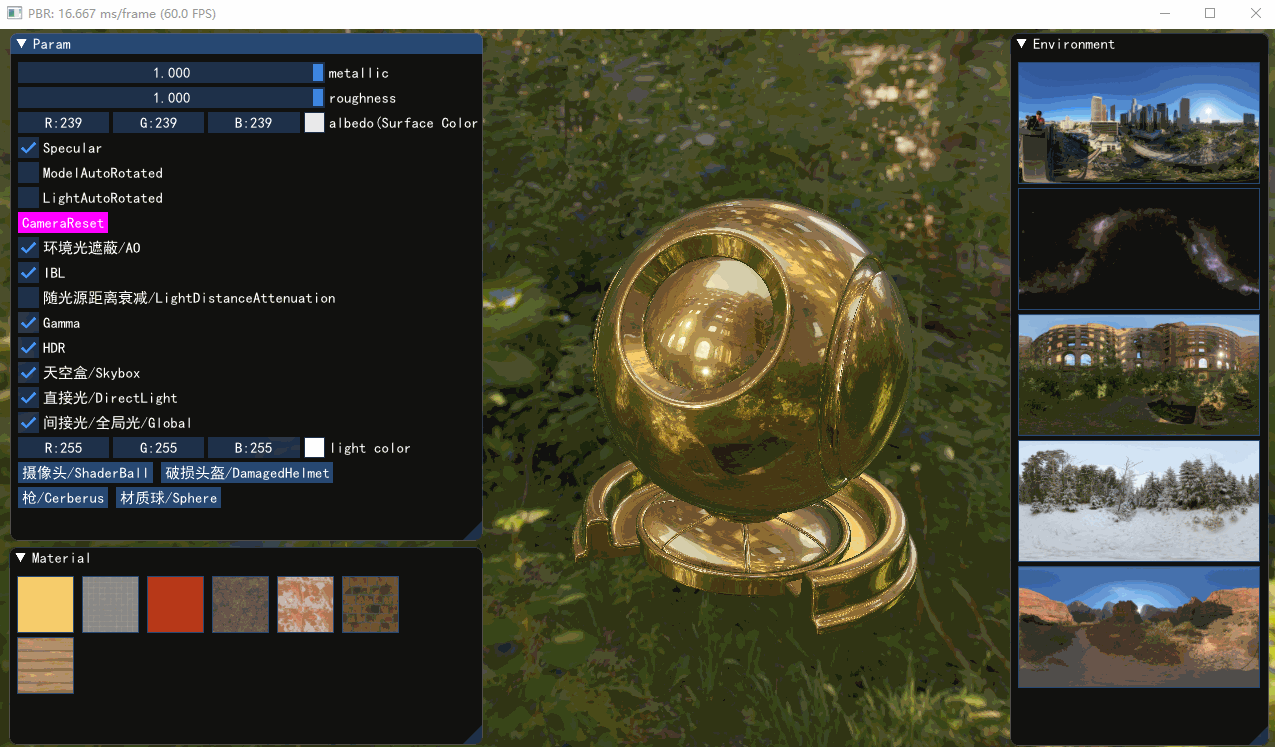 PBR: 16.667 ms/frame (60.0 FPS)
Param
1.000 metallic
1.000 roughness
R:239 G:239 B:239 albedo(Surface Color
Specular
ModelAutoRotated
LightAutoRotated
CameraReset
环境光遮蔽/AO
IBL
随光源距离衰减/LightDistanceAttenuation
Gamma
HDR
天空盒/Skybox
直接光/DirectLight
间接光/全局光/Global
R:255 G:255 B:255 light color
摄像头/ShaderBall 破损头盔/DamagedHelmet
枪/Cerberus 材质球/Sphere
Material
Environment